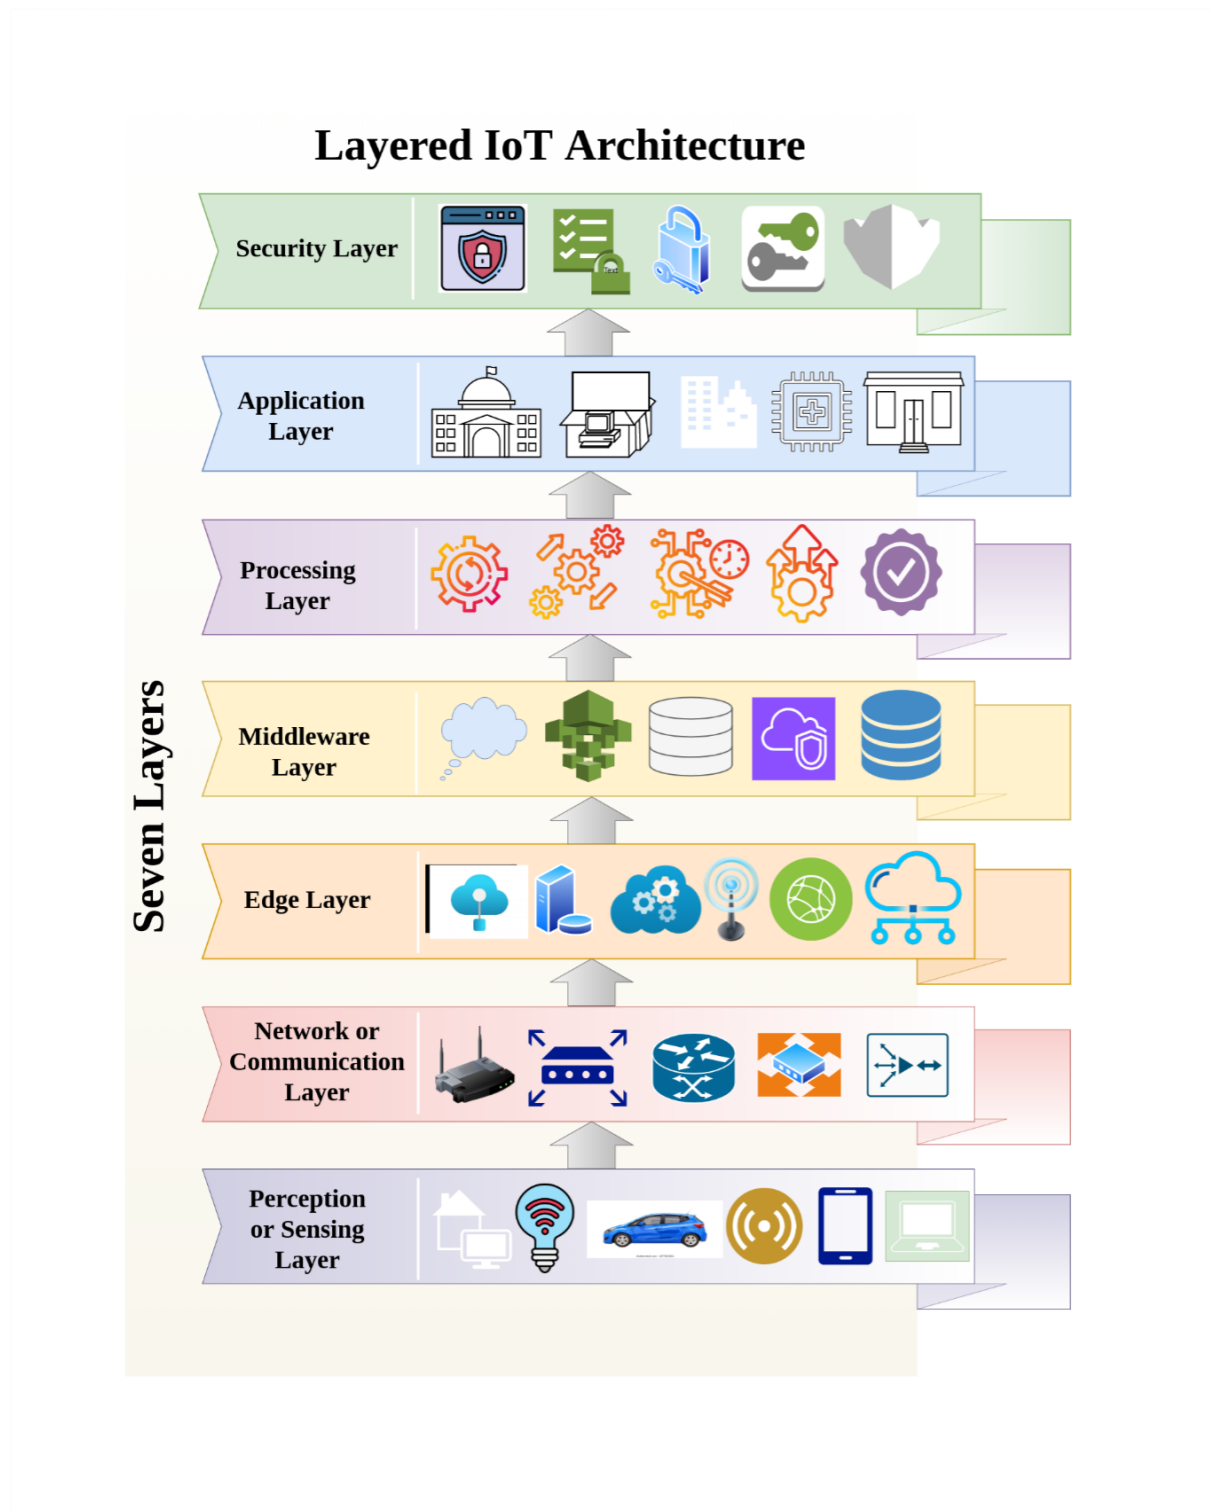 Layered IoT Architecture
Security Layer
Application
Layer
Processing
Layer
Seven Layers
Middleware
Layer
Edge Layer
Network or
Communication
Layer
Perception
or Sensing
Layer